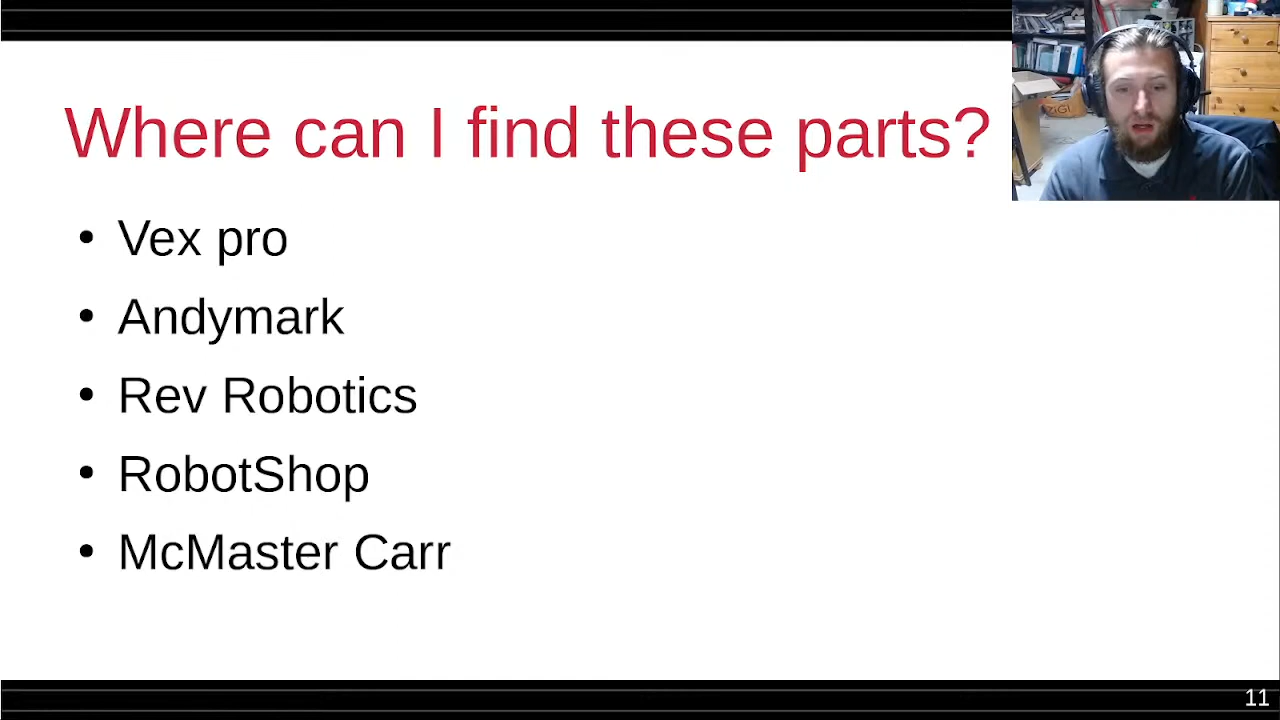 Where can I find these parts?
• Vex pro
• Andymark
• Rev Robotics
• RobotShop
• McMaster Carr
11